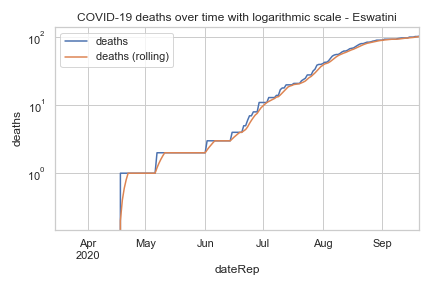 COVID-19 deaths over time with logarithmic scale - Eswatini
deaths
deaths (rolling)
10²
10¹
10⁰
deaths
Apr
2020
May
Jun
Jul
Aug
Sep
dateRep